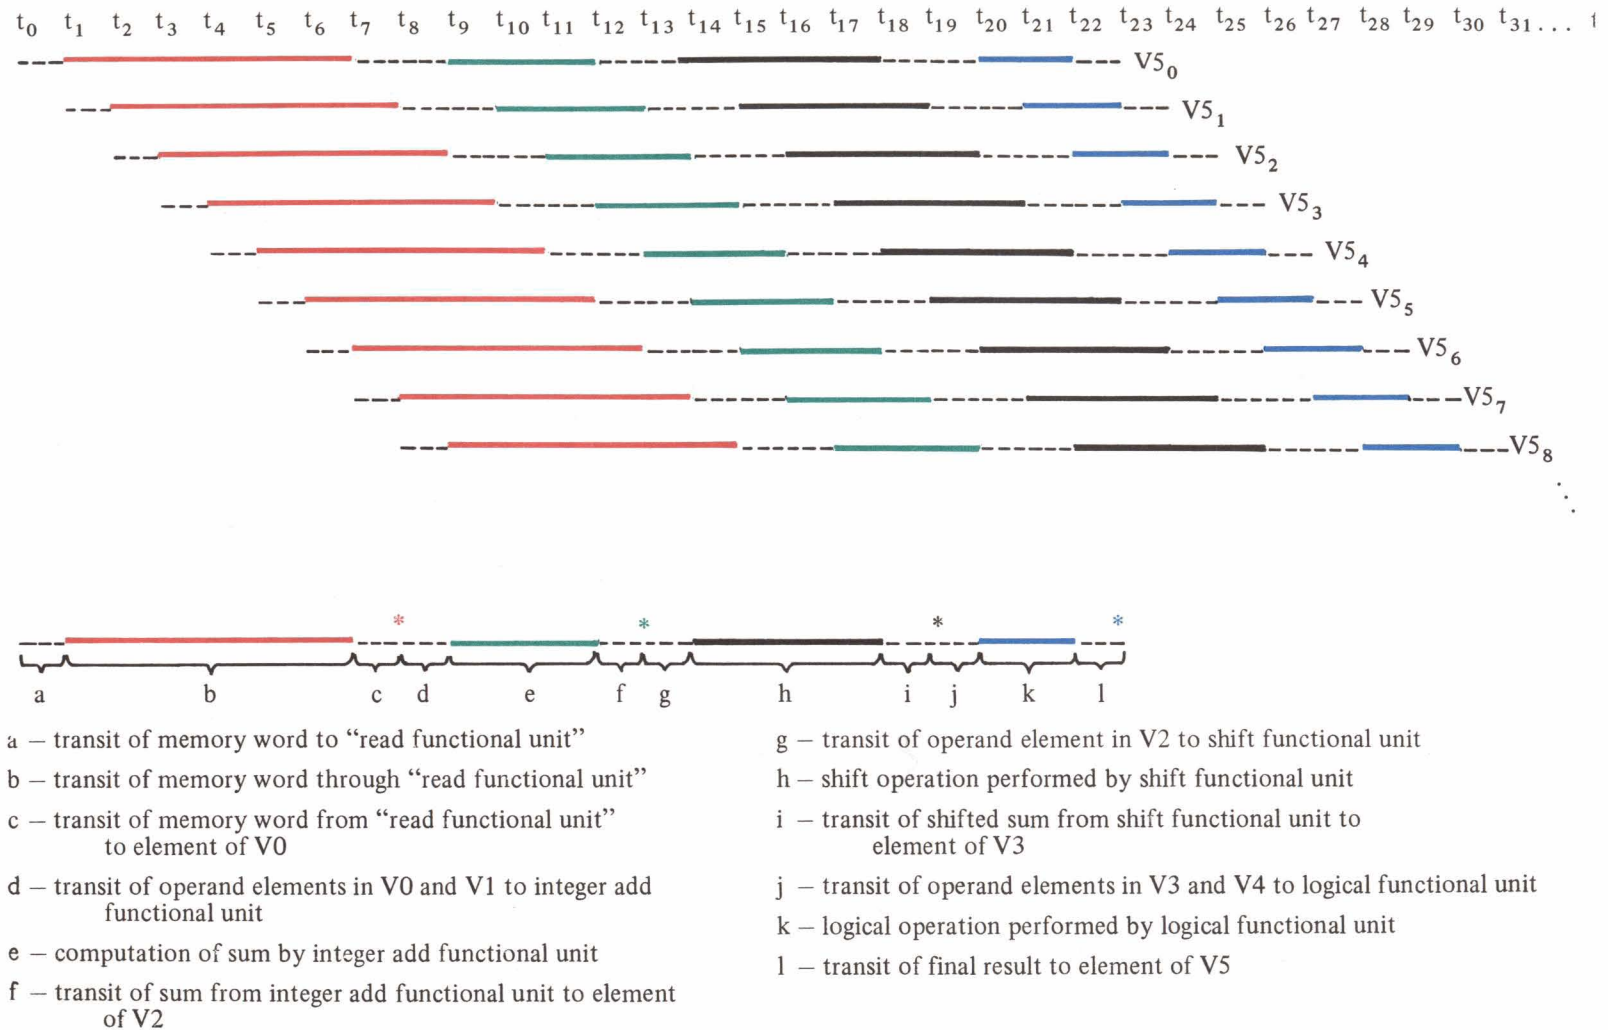 t0 t1 t2 t3 t4 t5 t6 t7 t8 t9 t10 t11 t12 t13 t14 t15 t16 t17 t18 t19 t20 t21 t22 t23 t24 t25 t26 t27 t28 t29 t30 t31... t
V50
V51
V52
V53
V54
V55
V56
V57
V58
* * * *
a b c d e f g h i j k l
a – transit of memory word to “read functional unit”
b – transit of memory word through “read functional unit”
c – transit of memory word from “read functional unit”
to element of V0
d – transit of operand elements in V0 and V1 to integer add
functional unit
e – computation of sum by integer add functional unit
f – transit of sum from integer add functional unit to element
of V2
g – transit of operand element in V2 to shift functional unit
h – shift operation performed by shift functional unit
i – transit of shifted sum from shift functional unit to
element of V3
j – transit of operand elements in V3 and V4 to logical functional unit
k – logical operation performed by logical functional unit
l – transit of final result to element of V5